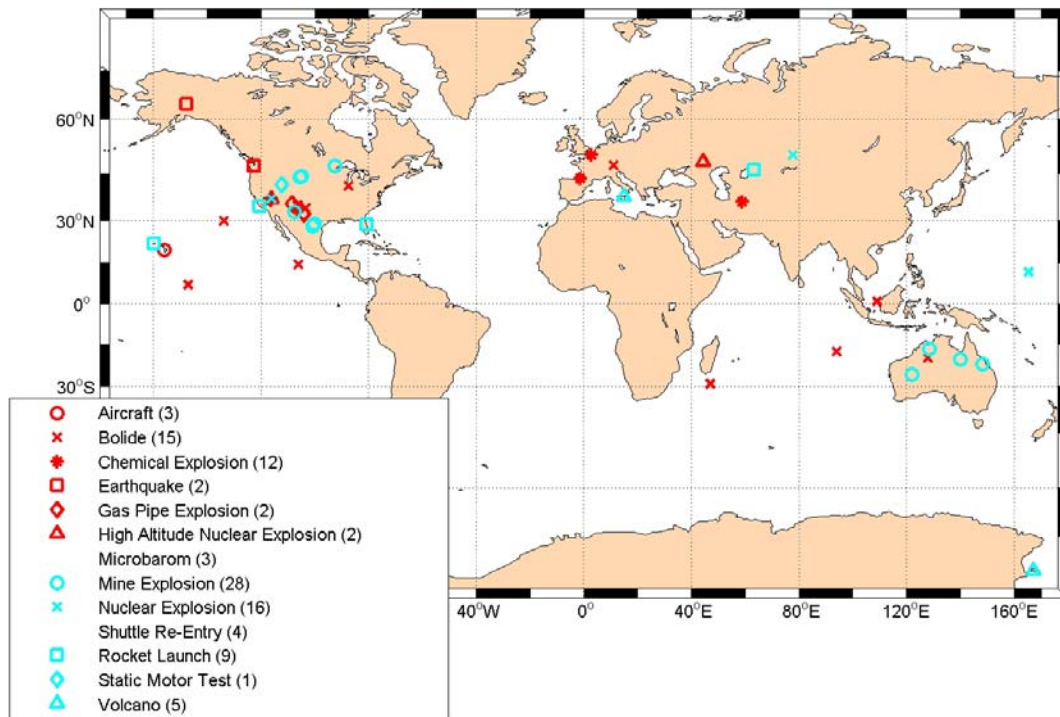 60°N
30°N
0°
30°S
40°W
0°
40°E
80°E
120°E
160°E
Aircraft (3)
Bolide (15)
Chemical Explosion (12)
Earthquake (2)
Gas Pipe Explosion (2)
High Altitude Nuclear Explosion (2)
Microbarom (3)
Mine Explosion (28)
Nuclear Explosion (16)
Shuttle Re-Entry (4)
Rocket Launch (9)
Static Motor Test (1)
Volcano (5)